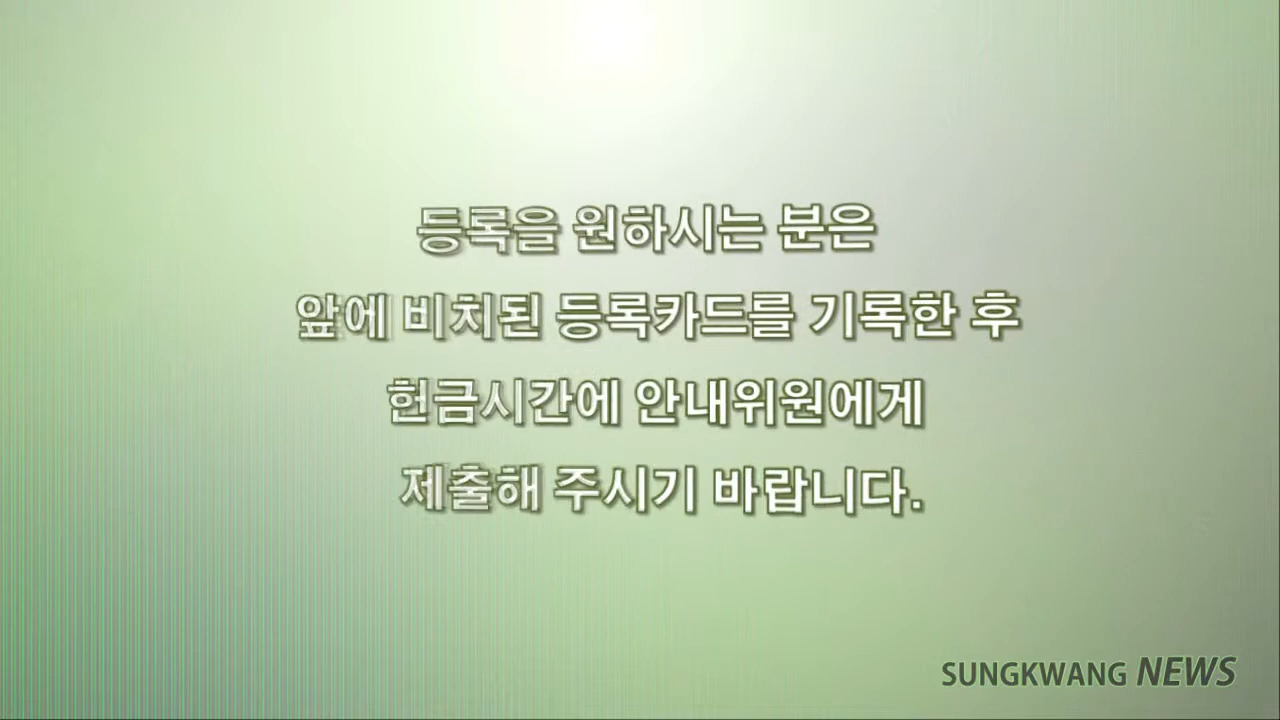 등록을 원하시는 분은
앞에 비치된 등록카드를 기록한 후
헌금시간에 안내위원에게
제출해 주시기 바랍니다.
SUNGKWANG NEWS